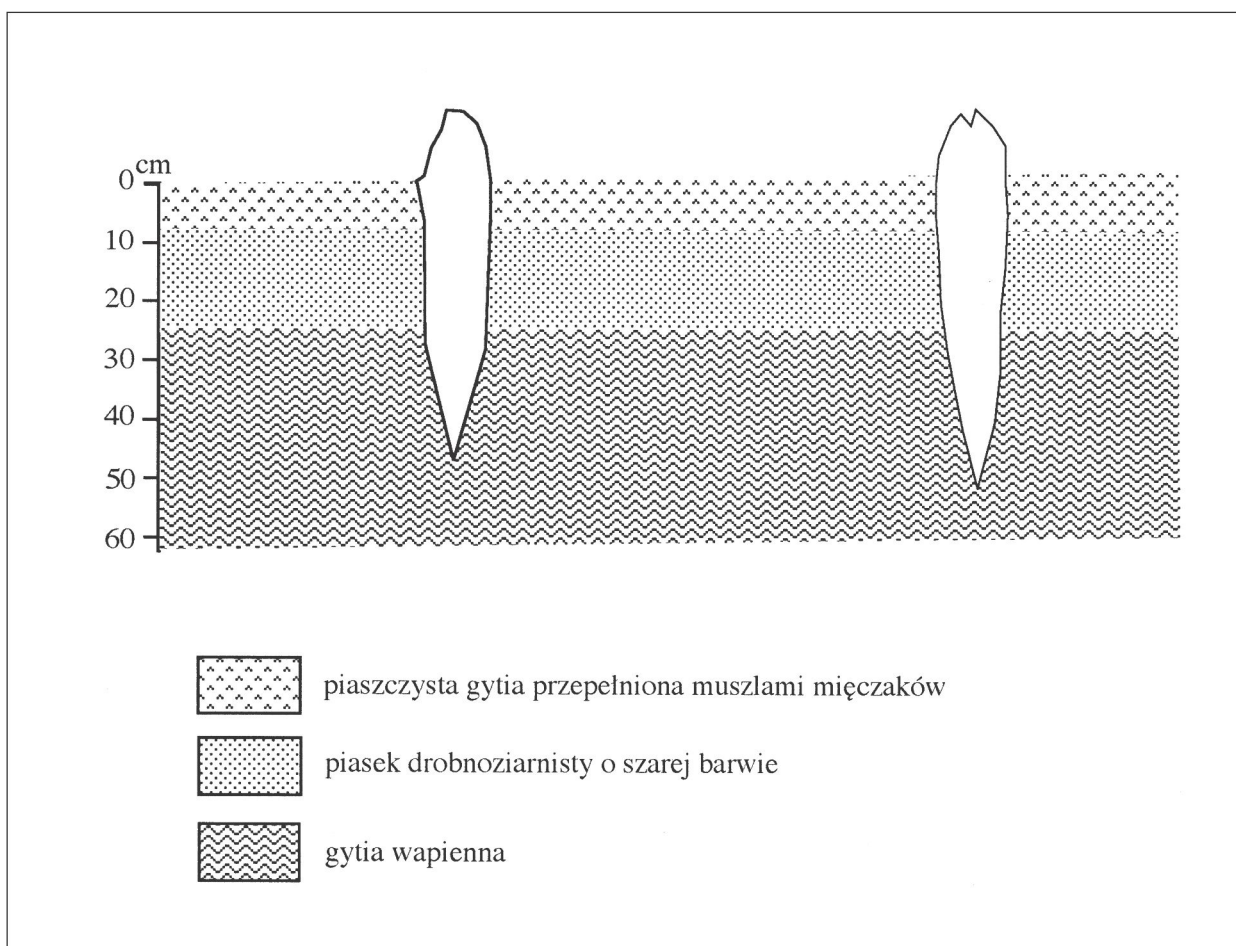 cm
0
10
20
30
40
50
60
piaszczysta gytia przepełniona muszlami mięczaków
piasek drobnoziarnisty o szarej barwie
gytia wapienna